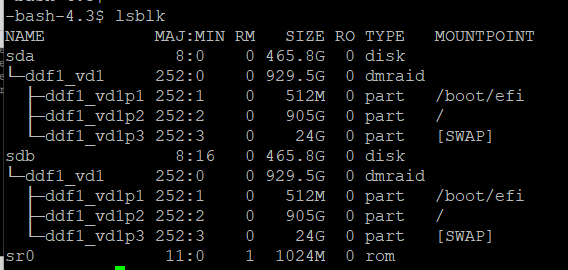 -bash-4.3$ lsblk
NAME MAJ:MIN RM SIZE RO TYPE MOUNTPOINT
sda 8:0 0 465.8G 0 disk
└─ddf1_vd1 252:0 0 929.5G 0 dmraid
├─ddf1_vd1p1 252:1 0 512M 0 part /boot/efi
├─ddf1_vd1p2 252:2 0 905G 0 part /
└─ddf1_vd1p3 252:3 0 24G 0 part [SWAP]
sdb 8:16 0 465.8G 0 disk
└─ddf1_vd1 252:0 0 929.5G 0 dmraid
├─ddf1_vd1p1 252:1 0 512M 0 part /boot/efi
├─ddf1_vd1p2 252:2 0 905G 0 part /
└─ddf1_vd1p3 252:3 0 24G 0 part [SWAP]
sr0 11:0 1 1024M 0 rom